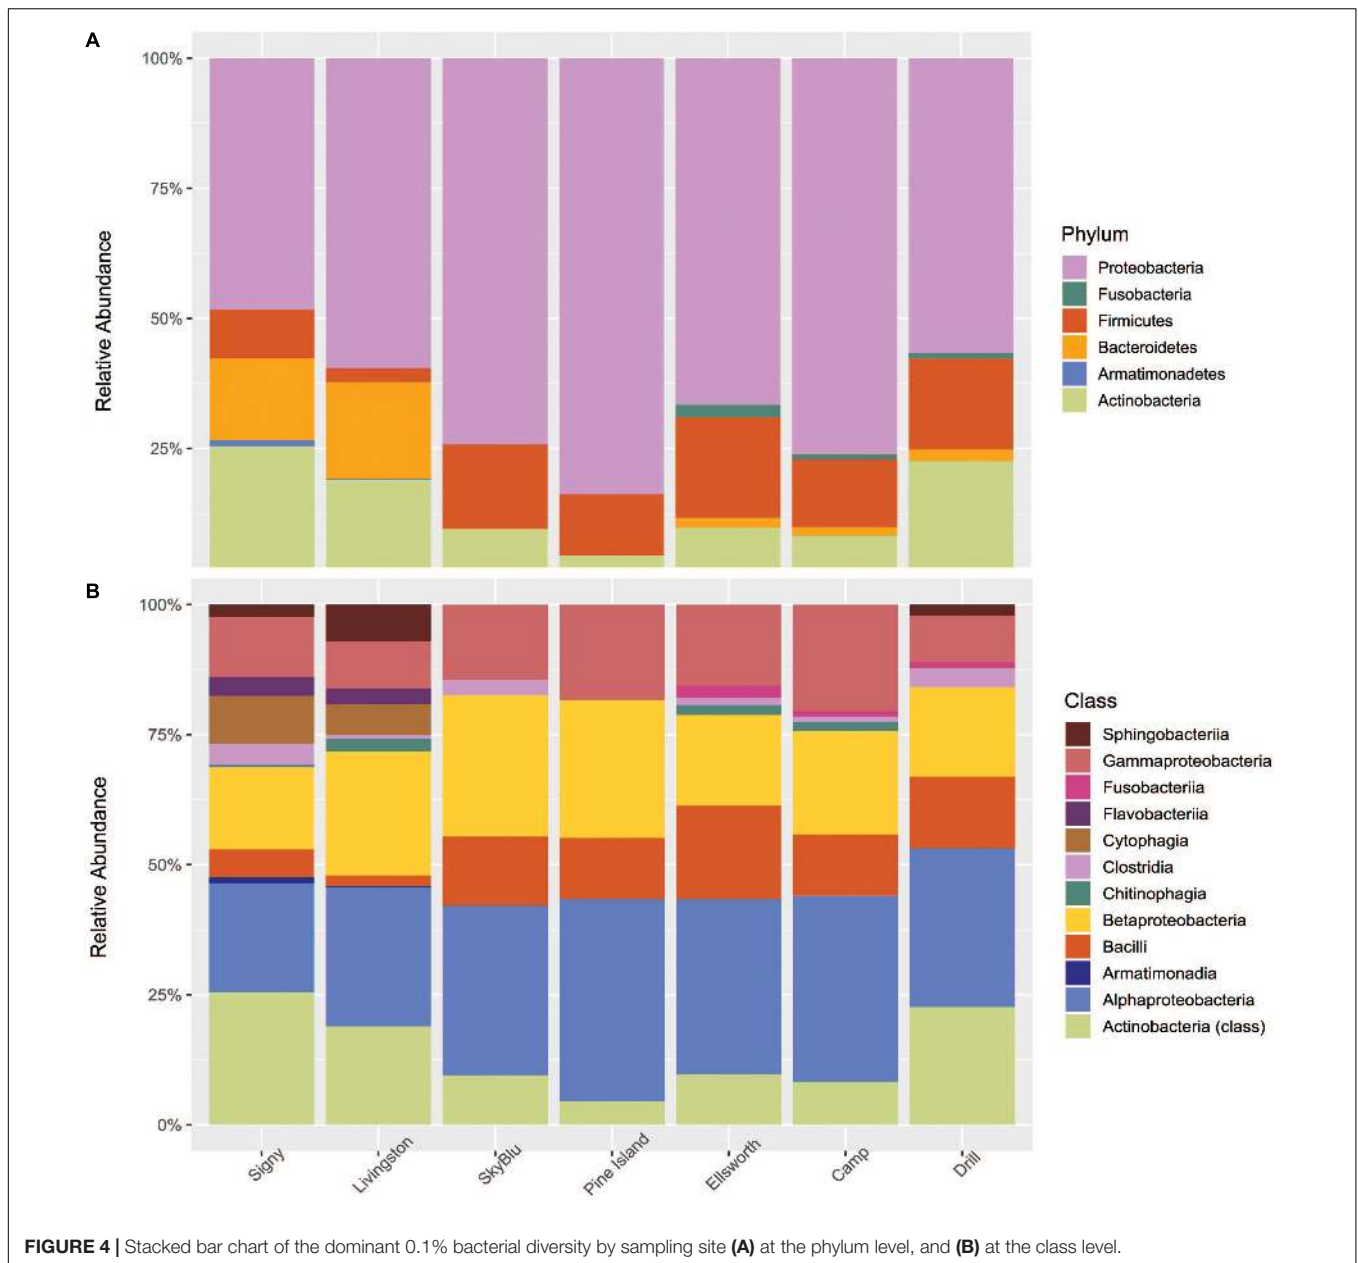 A
100%
75%
50%
25%
Relative Abundance
Phylum
Proteobacteria
Fusobacteria
Firmicutes
Bacteroidetes
Armatimonadetes
Actinobacteria
B
100%
75%
50%
25%
0%
Relative Abundance
Class
Sphingobacteriia
Gammaproteobacteria
Fusobacteriia
Flavobacteriia
Cytophagia
Clostridia
Chitinophagia
Betaproteobacteria
Bacilli
Armatimonadia
Alphaproteobacteria
Actinobacteria (class)
Signy
Livingston
SkyBlu
Pine Island
Ellsworth
Camp
Drill
FIGURE 4 | Stacked bar chart of the dominant 0.1% bacterial diversity by sampling site (A) at the phylum level, and (B) at the class level.